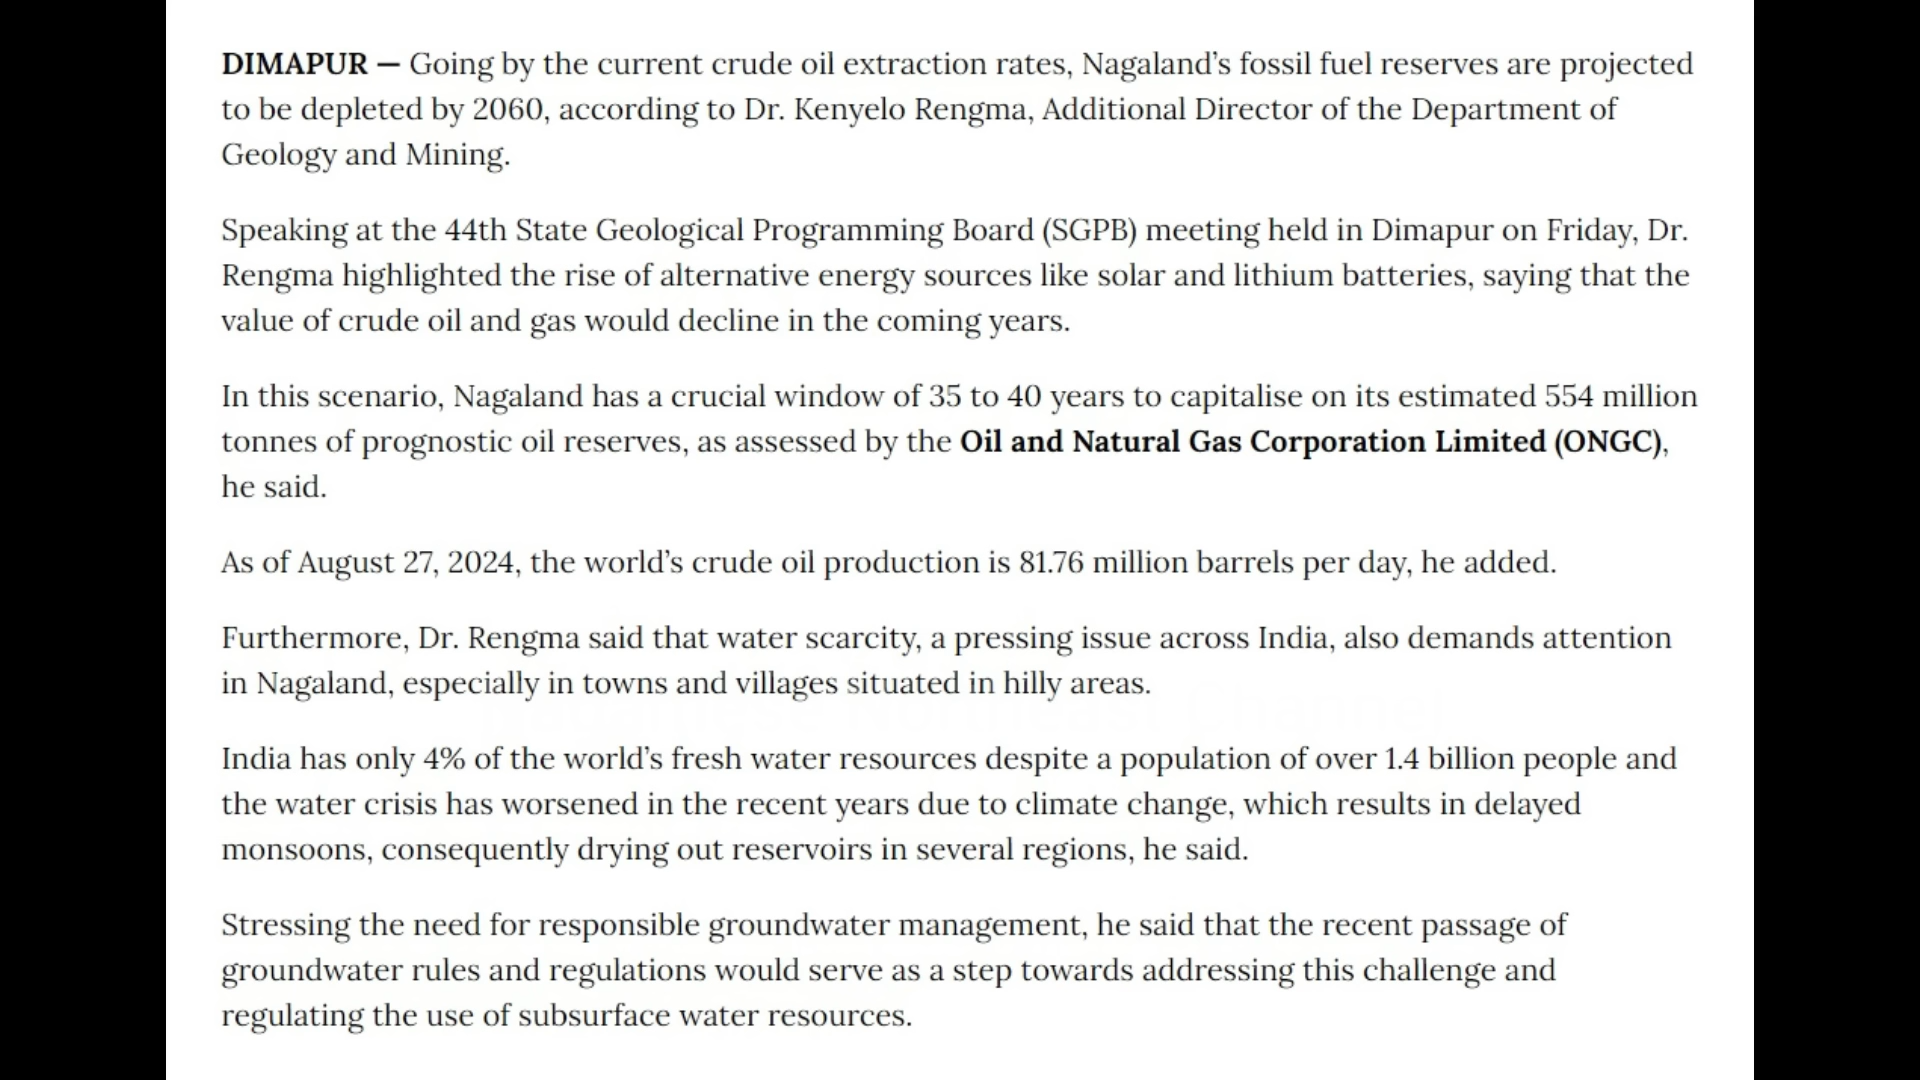 DIMAPUR — Going by the current crude oil extraction rates, Nagaland’s fossil fuel reserves are projected
to be depleted by 2060, according to Dr. Kenyelo Rengma, Additional Director of the Department of
Geology and Mining.
Speaking at the 44th State Geological Programming Board (SGPB) meeting held in Dimapur on Friday, Dr.
Rengma highlighted the rise of alternative energy sources like solar and lithium batteries, saying that the
value of crude oil and gas would decline in the coming years.
In this scenario, Nagaland has a crucial window of 35 to 40 years to capitalise on its estimated 554 million
tonnes of prognostic oil reserves, as assessed by the Oil and Natural Gas Corporation Limited (ONGC),
he said.
As of August 27, 2024, the world’s crude oil production is 81.76 million barrels per day, he added.
Furthermore, Dr. Rengma said that water scarcity, a pressing issue across India, also demands attention
in Nagaland, especially in towns and villages situated in hilly areas.
India has only 4% of the world’s fresh water resources despite a population of over 1.4 billion people and
the water crisis has worsened in the recent years due to climate change, which results in delayed
monsoons, consequently drying out reservoirs in several regions, he said.
Stressing the need for responsible groundwater management, he said that the recent passage of
groundwater rules and regulations would serve as a step towards addressing this challenge and
regulating the use of subsurface water resources.